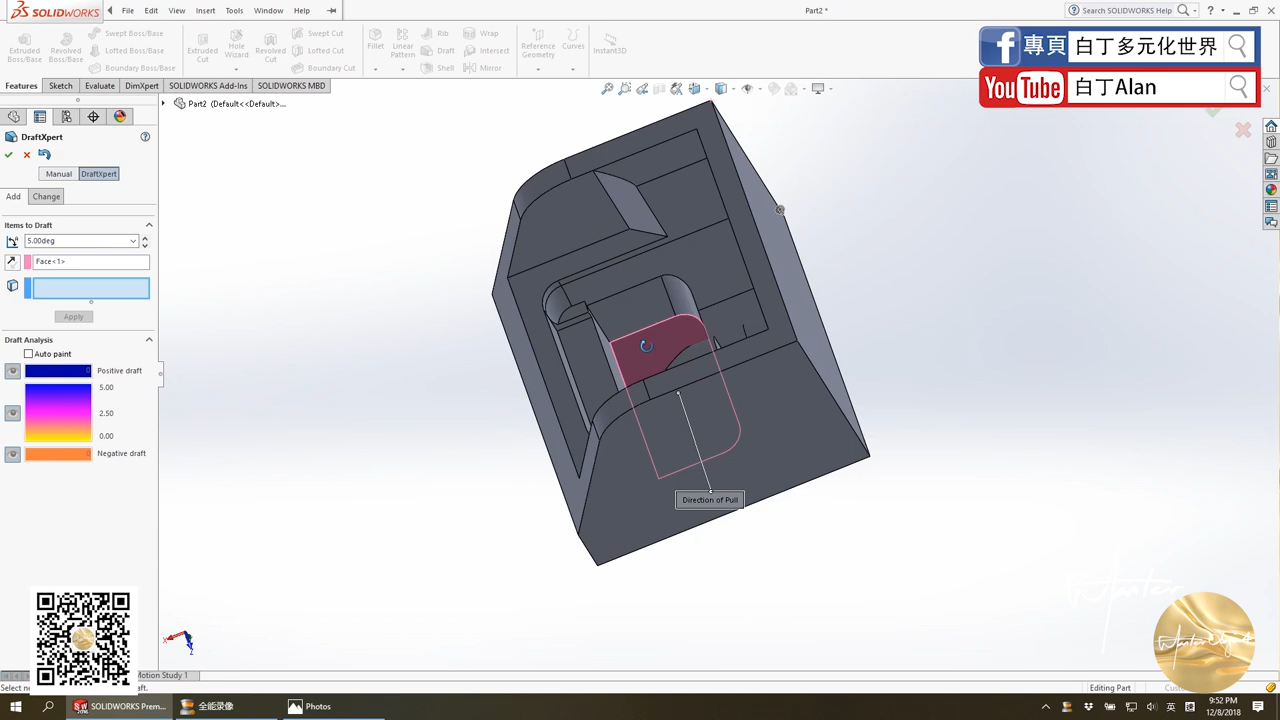 SOLIDWORKS
File Edit View Insert Tools Window Help
Part2 *
Search SOLIDWORKS Help
Extruded Boss/Base
Revolved Boss/Base
Swept Boss/Base
Lofted Boss/Base
Boundary Boss/Base
Extruded Cut
Hole Wizard
Revolved Cut
Swept Cut
Lofted Cut
Boundary Cut
Fillet
Linear Pattern
Rib
Draft
Shell
Wrap
Intersect
Mirror
Reference Geometry
Curves
Instant3D
專頁 白丁多元化世界
YouTube 白丁Alan
Features Sketch Evaluate DimXpert SOLIDWORKS Add-Ins SOLIDWORKS MBD
Part2 (Default<<Default>...
DraftXpert
Manual DraftXpert
Add Change
Items to Draft
5.00deg
Face<1>
Apply
Draft Analysis
Auto paint
0 Positive draft
5.00
2.50
0.00
0 Negative draft
Direction of Pull
X
Z
Motion Study 1
Select ne
aft.
Editing Part
SOLIDWORKS Prem...
全能录像
Photos
9:52 PM
12/8/2018